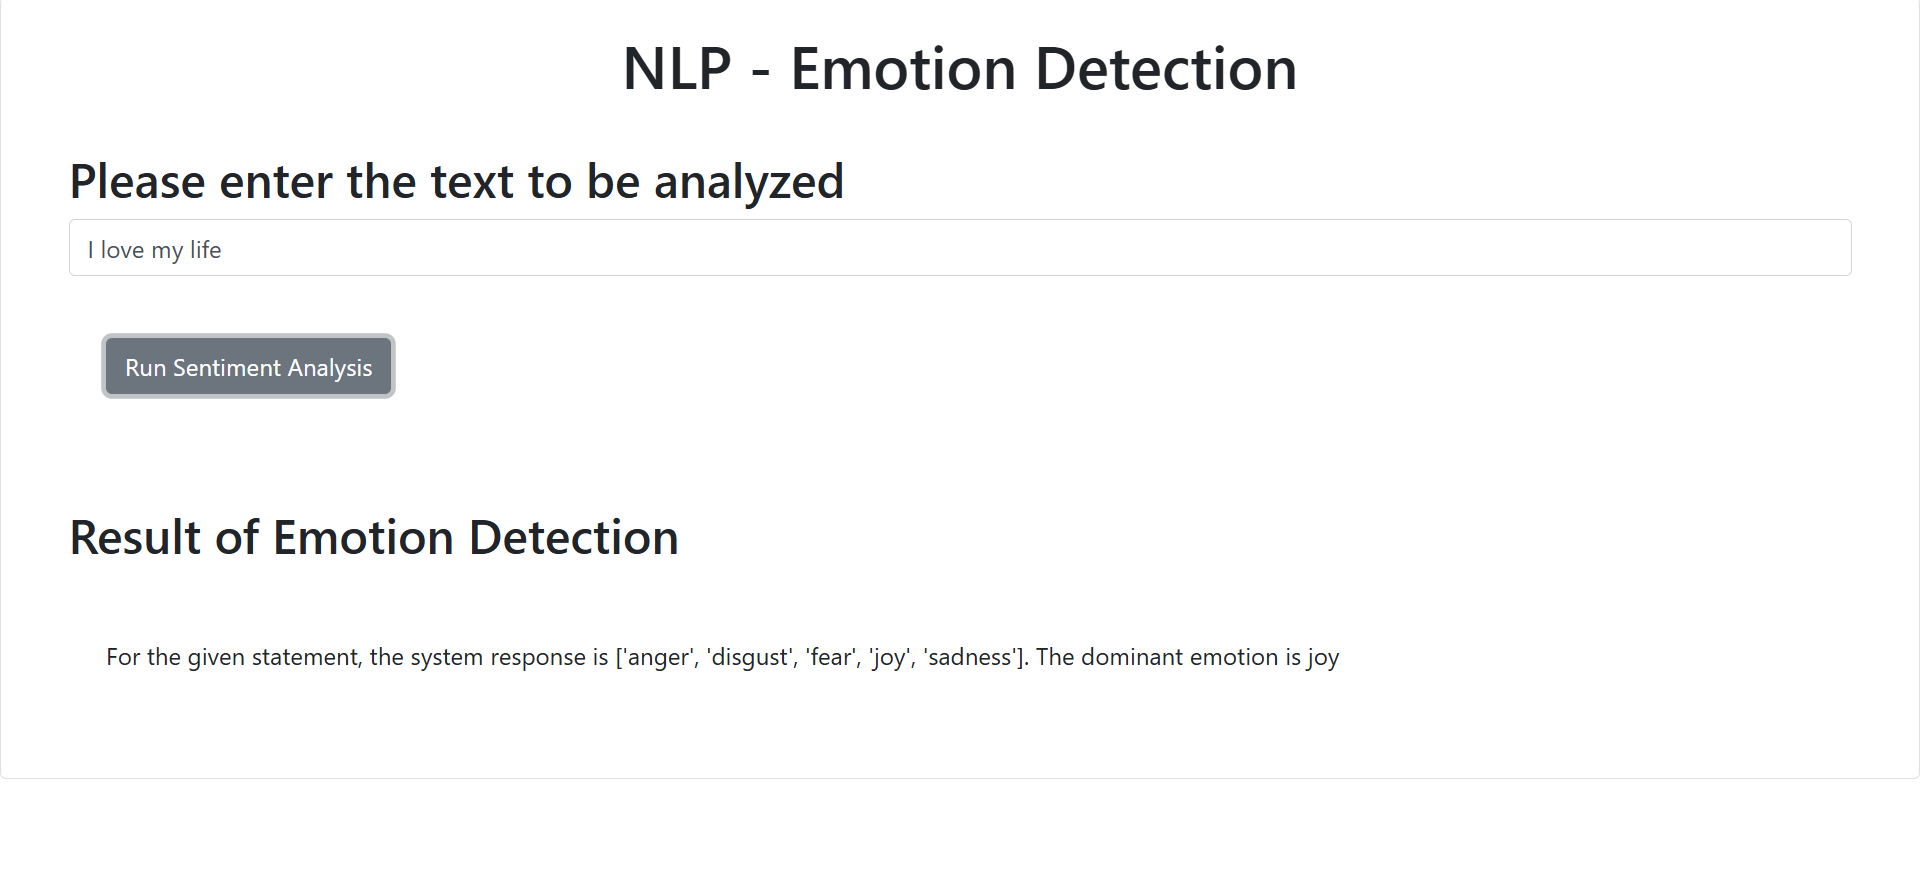 NLP - Emotion Detection
Please enter the text to be analyzed
I love my life
Run Sentiment Analysis
Result of Emotion Detection
For the given statement, the system response is ['anger', 'disgust', 'fear', 'joy', 'sadness']. The dominant emotion is joy